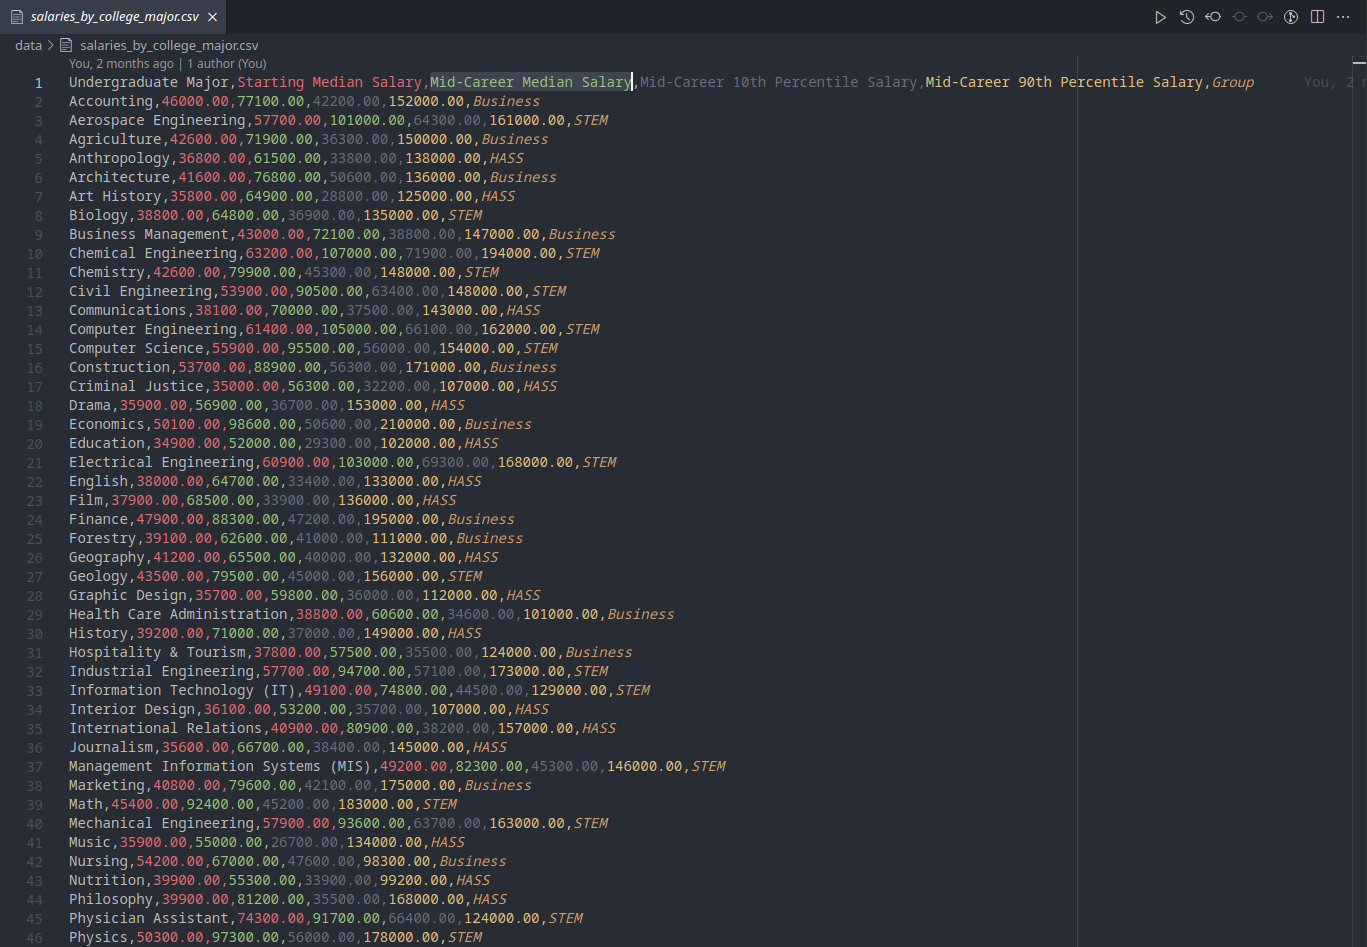 salaries_by_college_major.csv
data > salaries_by_college_major.csv
You, 2 months ago | 1 author (You)
1 Undergraduate Major,Starting Median Salary,Mid-Career Median Salary,Mid-Career 10th Percentile Salary,Mid-Career 90th Percentile Salary,Group You, 2
2 Accounting,46000.00,77100.00,42200.00,152000.00,Business
3 Aerospace Engineering,57700.00,101000.00,64300.00,161000.00,STEM
4 Agriculture,42600.00,71900.00,36300.00,150000.00,Business
5 Anthropology,36800.00,61500.00,33800.00,138000.00,HASS
6 Architecture,41600.00,76800.00,50600.00,136000.00,Business
7 Art History,35800.00,64900.00,28800.00,125000.00,HASS
8 Biology,38800.00,64800.00,36900.00,135000.00,STEM
9 Business Management,43000.00,72100.00,38800.00,147000.00,Business
10 Chemical Engineering,63200.00,107000.00,71900.00,194000.00,STEM
11 Chemistry,42600.00,79900.00,45300.00,148000.00,STEM
12 Civil Engineering,53900.00,90500.00,63400.00,148000.00,STEM
13 Communications,38100.00,70000.00,37500.00,143000.00,HASS
14 Computer Engineering,61400.00,105000.00,66100.00,162000.00,STEM
15 Computer Science,55900.00,95500.00,56000.00,154000.00,STEM
16 Construction,53700.00,88900.00,56300.00,171000.00,Business
17 Criminal Justice,35000.00,56300.00,32200.00,107000.00,HASS
18 Drama,35900.00,56900.00,36700.00,153000.00,HASS
19 Economics,50100.00,98600.00,50600.00,210000.00,Business
20 Education,34900.00,52000.00,29300.00,102000.00,HASS
21 Electrical Engineering,60900.00,103000.00,69300.00,168000.00,STEM
22 English,38000.00,64700.00,33400.00,133000.00,HASS
23 Film,37900.00,68500.00,33900.00,136000.00,HASS
24 Finance,47900.00,88300.00,47200.00,195000.00,Business
25 Forestry,39100.00,62600.00,41000.00,111000.00,Business
26 Geography,41200.00,65500.00,40000.00,132000.00,HASS
27 Geology,43500.00,79500.00,45000.00,156000.00,STEM
28 Graphic Design,35700.00,59800.00,36000.00,112000.00,HASS
29 Health Care Administration,38800.00,60600.00,34600.00,101000.00,Business
30 History,39200.00,71000.00,37000.00,149000.00,HASS
31 Hospitality & Tourism,37800.00,57500.00,35500.00,124000.00,Business
32 Industrial Engineering,57700.00,94700.00,57100.00,173000.00,STEM
33 Information Technology (IT),49100.00,74800.00,44500.00,129000.00,STEM
34 Interior Design,36100.00,53200.00,35700.00,107000.00,HASS
35 International Relations,40900.00,80900.00,38200.00,157000.00,HASS
36 Journalism,35600.00,66700.00,38400.00,145000.00,HASS
37 Management Information Systems (MIS),49200.00,82300.00,45300.00,146000.00,STEM
38 Marketing,40800.00,79600.00,42100.00,175000.00,Business
39 Math,45400.00,92400.00,45200.00,183000.00,STEM
40 Mechanical Engineering,57900.00,93600.00,63700.00,163000.00,STEM
41 Music,35900.00,55000.00,26700.00,134000.00,HASS
42 Nursing,54200.00,67000.00,47600.00,98300.00,Business
43 Nutrition,39900.00,55300.00,33900.00,99200.00,HASS
44 Philosophy,39900.00,81200.00,35500.00,168000.00,HASS
45 Physician Assistant,74300.00,91700.00,66400.00,124000.00,STEM
46 Physics,50300.00,97300.00,56000.00,178000.00,STEM